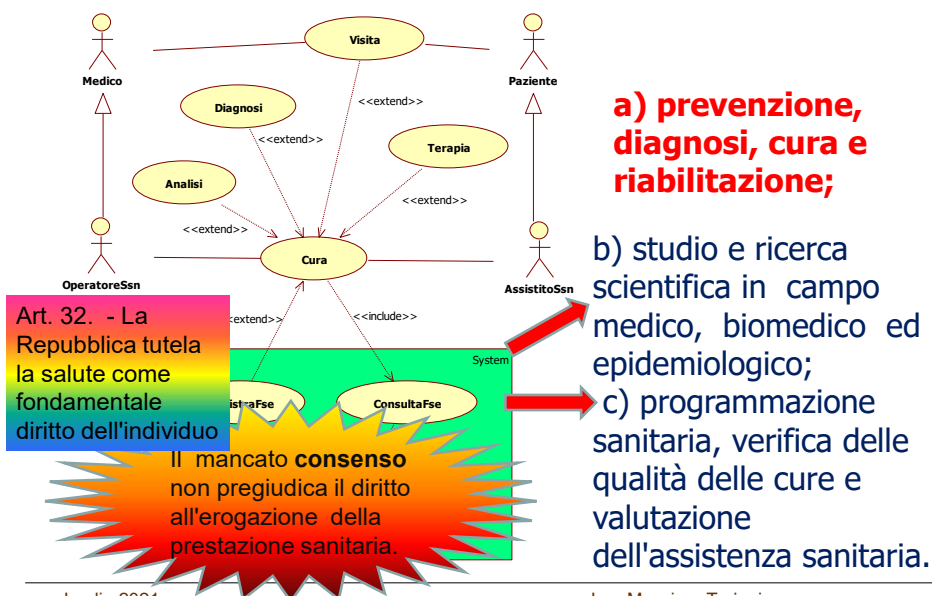 Visita
Medico
Paziente
Diagnosi
<<extend>>
<<extend>>
Terapia
Analisi
<<extend>>
<<extend>>
Cura
OperatoreSsn
AssistitoSsn
<<include>>
System
ConsultaFse
Art. 32. - La
Repubblica tutela
la salute come
fondamentale
diritto dell'individuo
Il mancato consenso
non pregiudica il diritto
all'erogazione della
prestazione sanitaria.
a) prevenzione,
diagnosi, cura e
riabilitazione;
b) studio e ricerca
scientifica in campo
medico, biomedico ed
epidemiologico;
c) programmazione
sanitaria, verifica delle
qualità delle cure e
valutazione
dell'assistenza sanitaria.